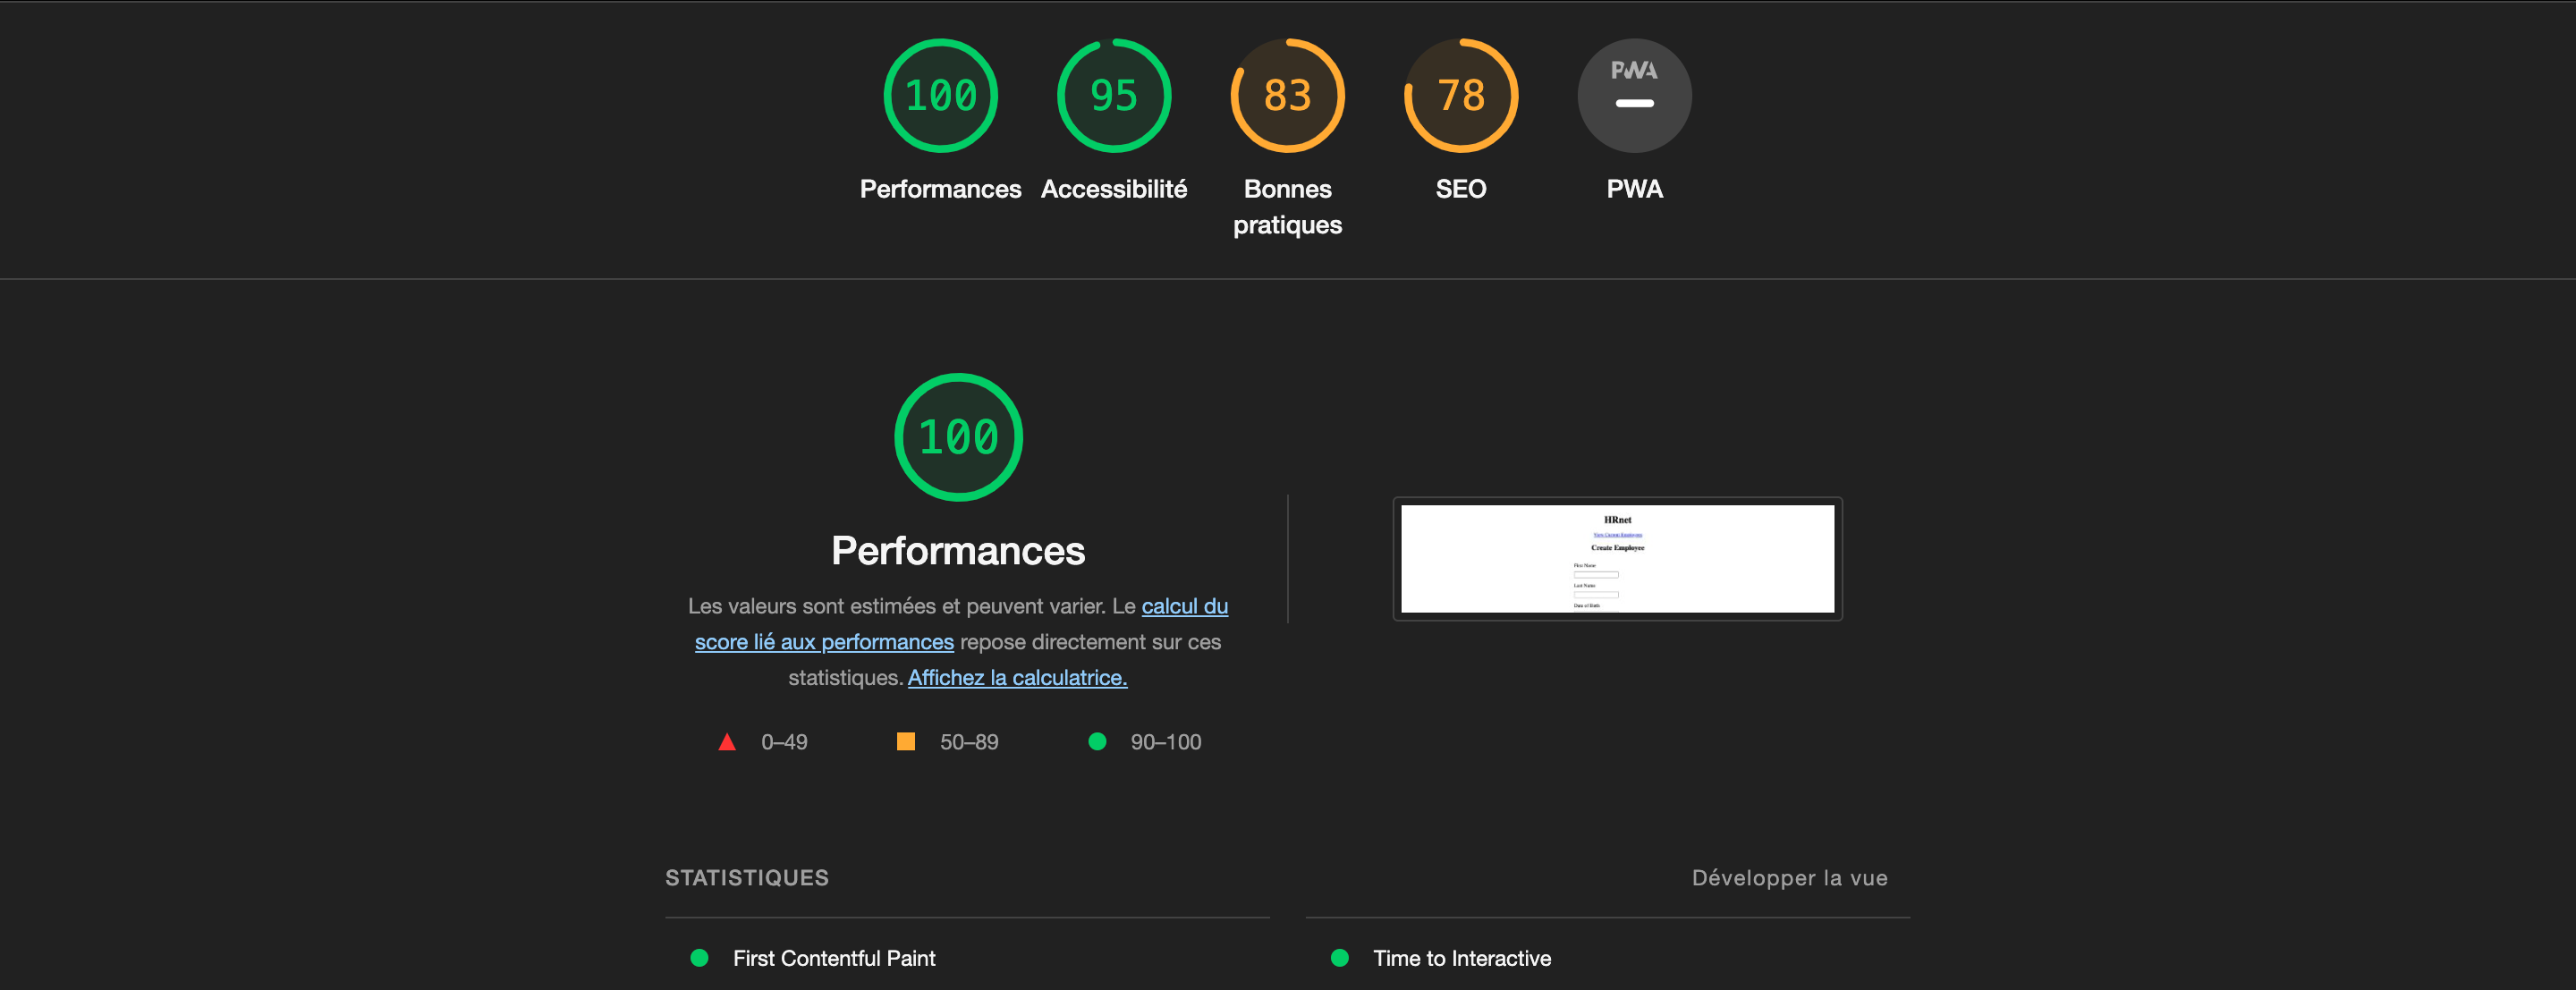 100
95
83
78
PWA
Performances
Accessibilité
Bonnes
pratiques
SEO
PWA
100
Performances
Les valeurs sont estimées et peuvent varier. Le calcul du
score lié aux performances repose directement sur ces
statistiques. Affichez la calculatrice.
0–49
50–89
90–100
HRnet
View Current Employees
Create Employee
First Name
Last Name
Date of Birth
STATISTIQUES
Développer la vue
First Contentful Paint
Time to Interactive